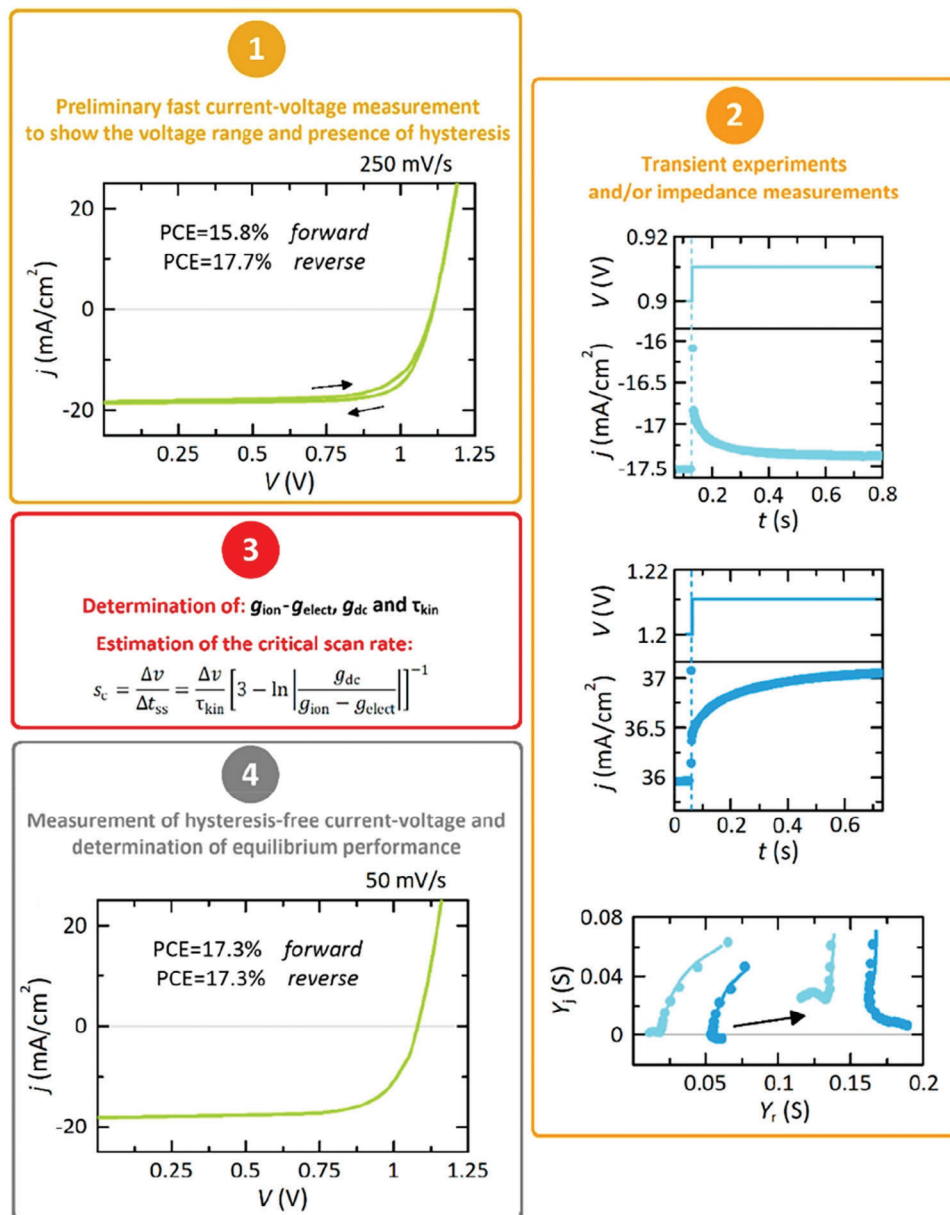 1
Preliminary fast current-voltage measurement
to show the voltage range and presence of hysteresis
250 mV/s
PCE=15.8% forward
PCE=17.7% reverse
20
0
-20
j (mA/cm²)
0.25 0.5 0.75 1 1.25
V (V)
2
Transient experiments
and/or impedance measurements
0.92
0.9
V (V)
-16
-16.5
-17
-17.5
j (mA/cm²)
0.2 0.4 0.6 0.8
t (s)
1.22
1.2
V (V)
37
36.5
36
j (mA/cm²)
0 0.2 0.4 0.6
t (s)
0.08
0.04
0
Yj (S)
0.05 0.10 0.15 0.2
Yr (S)
3
Determination of: gion-gelect, gdc and τkin
Estimation of the critical scan rate:
sc = Δv/Δtss = Δv/τkin [3 − ln|gdc/(gion − gelect)|]⁻¹
4
Measurement of hysteresis-free current-voltage and
determination of equilibrium performance
50 mV/s
PCE=17.3% forward
PCE=17.3% reverse
20
0
-20
j (mA/cm²)
0.25 0.5 0.75 1 1.25
V (V)